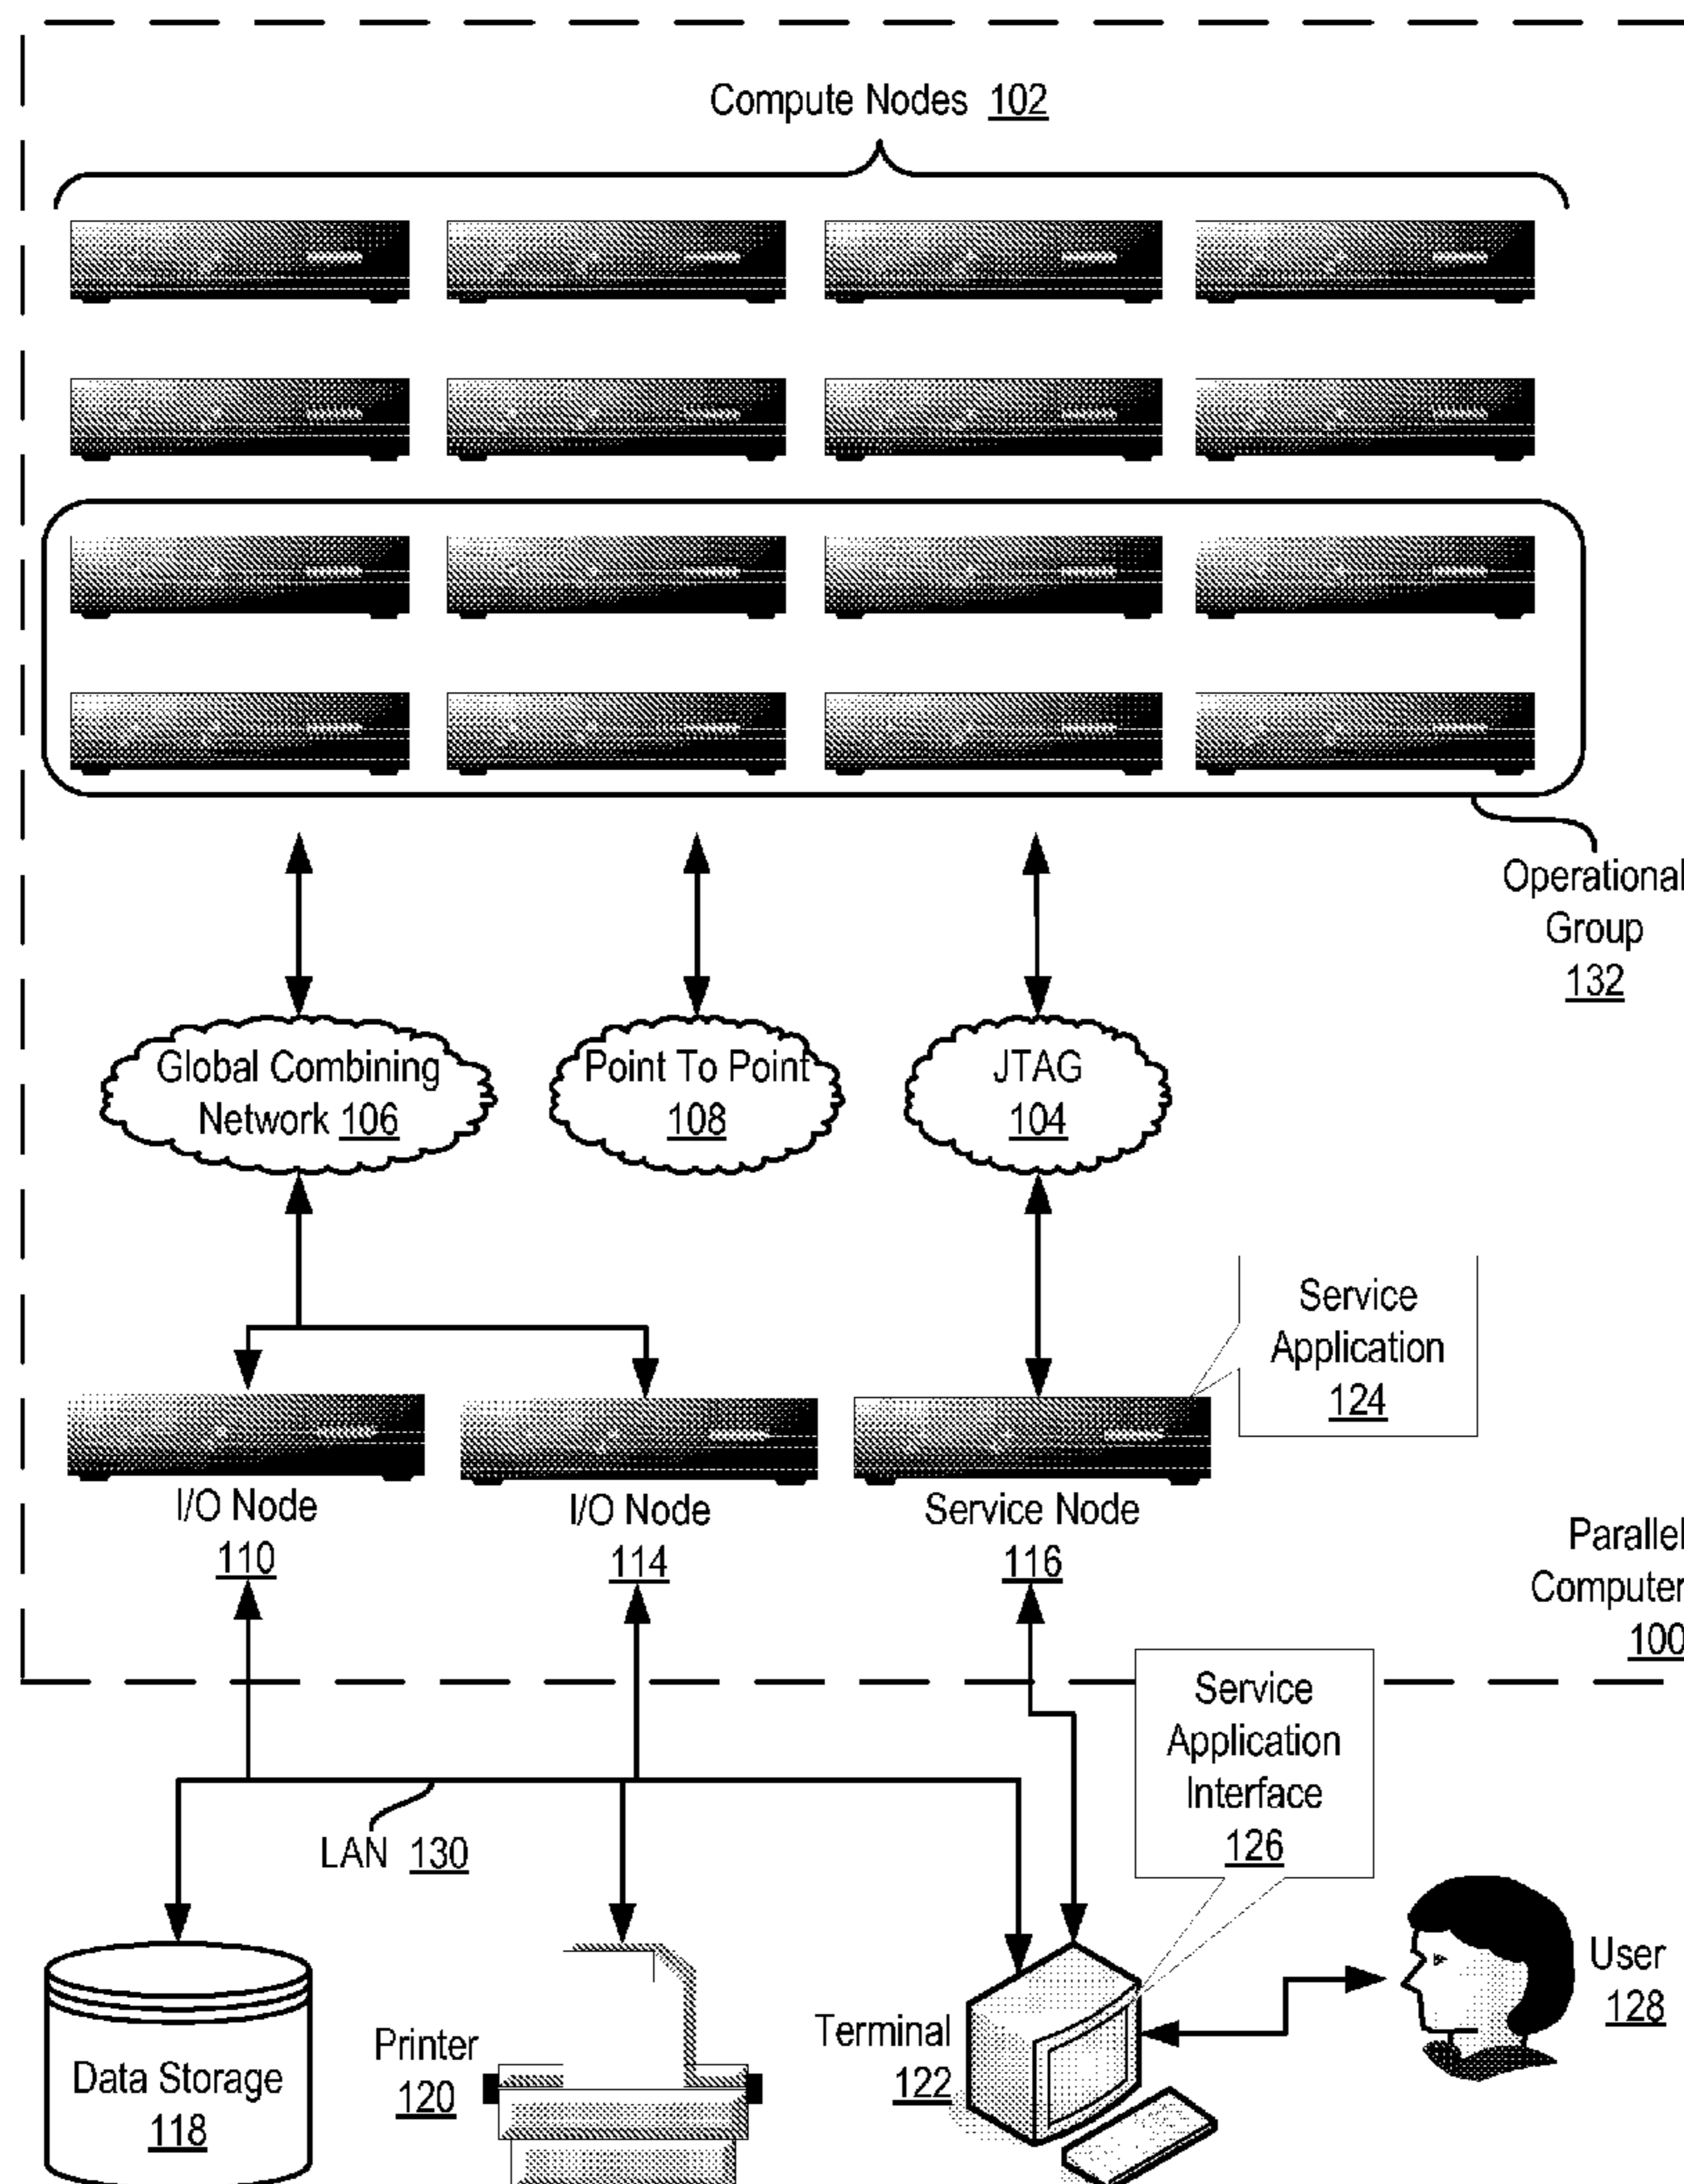 Compute Nodes 102
Operational
Group
132
Global Combining
Network 106
Point To Point
108
JTAG
104
Service
Application
124
I/O Node
110
I/O Node
114
Service Node
116
Parallel
Computer
100
Service
Application
Interface
126
LAN 130
Data Storage
118
Printer
120
Terminal
122
User
128